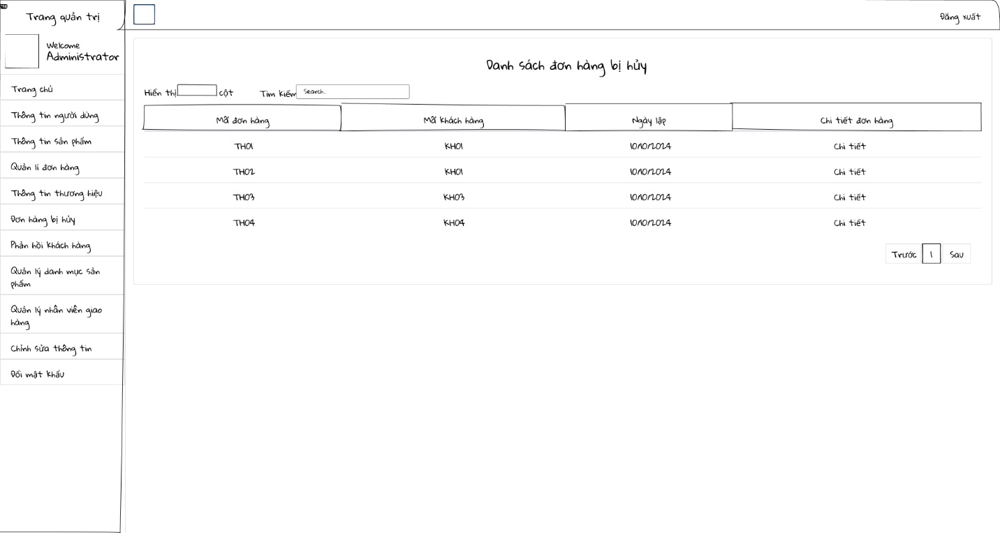 Trang quản trị
Đăng xuất
Welcome
Administrator
Trang chủ
Thông tin người dùng
Thông tin sản phẩm
Quản lí đơn hàng
Thông tin thương hiệu
Đơn hàng bị hủy
Phản hồi khách hàng
Quản lý danh mục sản
phẩm
Quản lý nhân viên giao
hàng
Chỉnh sửa thông tin
Đổi mật khẩu
Danh sách đơn hàng bị hủy
Hiển thị cột Tìm kiếm Search..
Mã đơn hàng Mã khách hàng Ngày lập Chi tiết đơn hàng
TH01 KH01 10/10/2024 Chi tiết
TH02 KH01 10/10/2024 Chi tiết
TH03 KH03 10/10/2024 Chi tiết
TH04 KH04 10/10/2024 Chi tiết
Trước 1 Sau